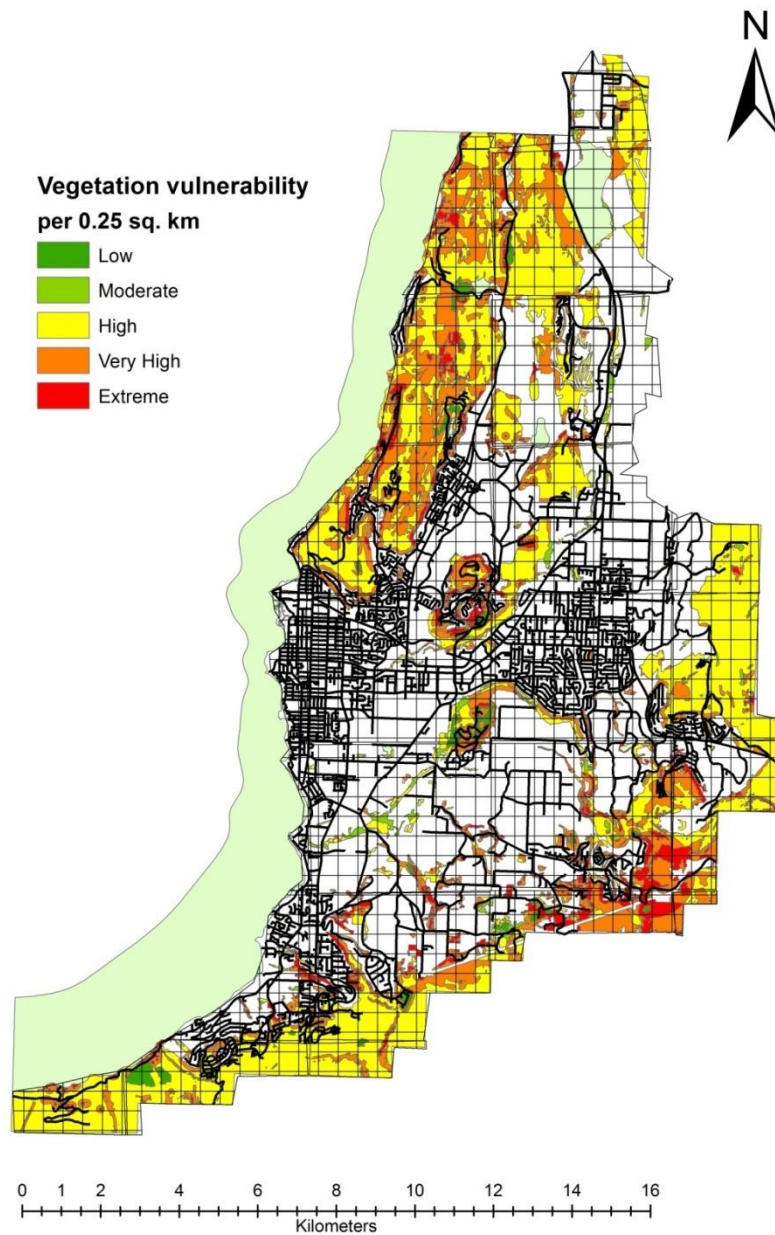 N
Vegetation vulnerability
per 0.25 sq. km
Low
Moderate
High
Very High
Extreme
0 1 2 4 6 8 10 12 14 16
Kilometers